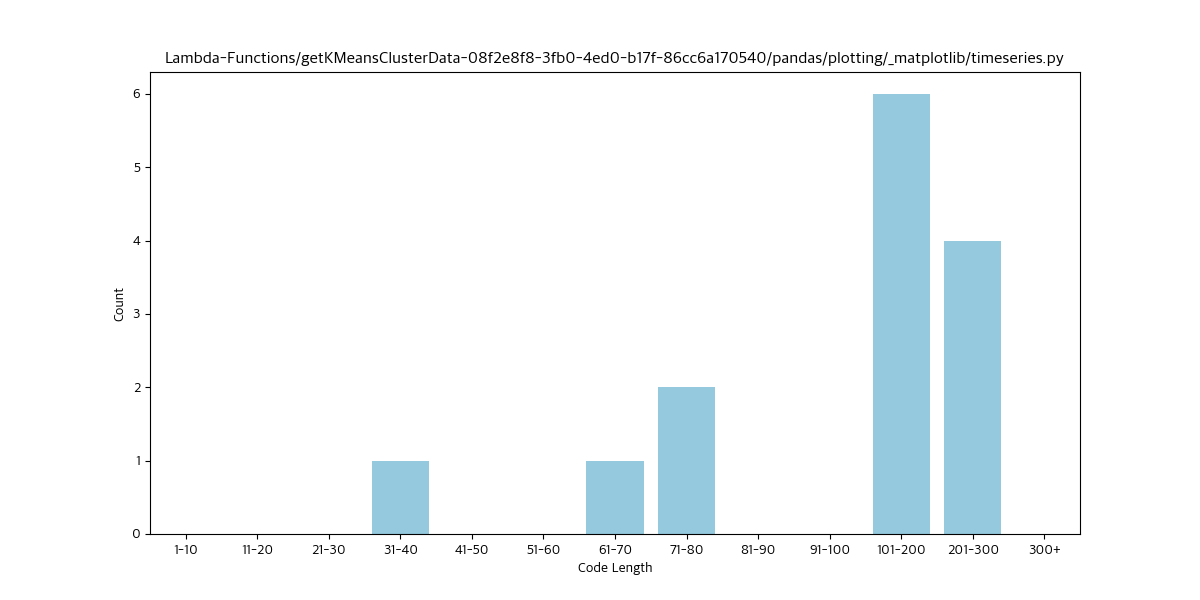 Lambda-Functions/getKMeansClusterData-08f2e8f8-3fb0-4ed0-b17f-86cc6a170540/pandas/plotting/_matplotlib/timeseries.py
6
5
4
3
2
1
0
Count
1-10 11-20 21-30 31-40 41-50 51-60 61-70 71-80 81-90 91-100 101-200 201-300 300+
Code Length